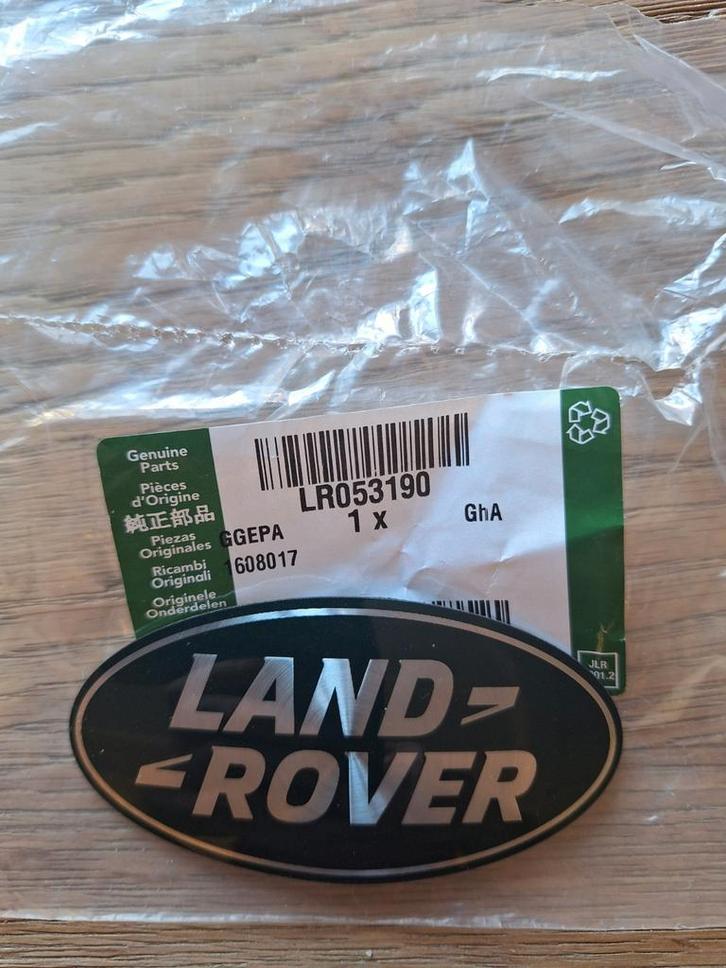 Genuine
Parts
Pièces
d'Origine
純正部品
Piezas
Originales
Ricambi
Originali
Originele
Onderdelen
LR053190
1 x
GhA
GGEPA
1608017
JLR
LAND
ROVER